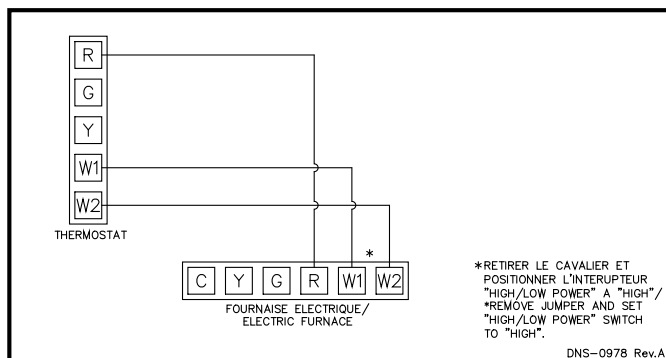 R
G
Y
W1
W2
THERMOSTAT
*
C Y G R W1 W2
FOURNAISE ELECTRIQUE/
ELECTRIC FURNACE
*RETIRER LE CAVALIER ET
POSITIONNER L'INTERUPTEUR
"HIGH/LOW POWER" A "HIGH"/
*REMOVE JUMPER AND SET
"HIGH/LOW POWER" SWITCH
TO "HIGH".
DNS-0978 Rev.A